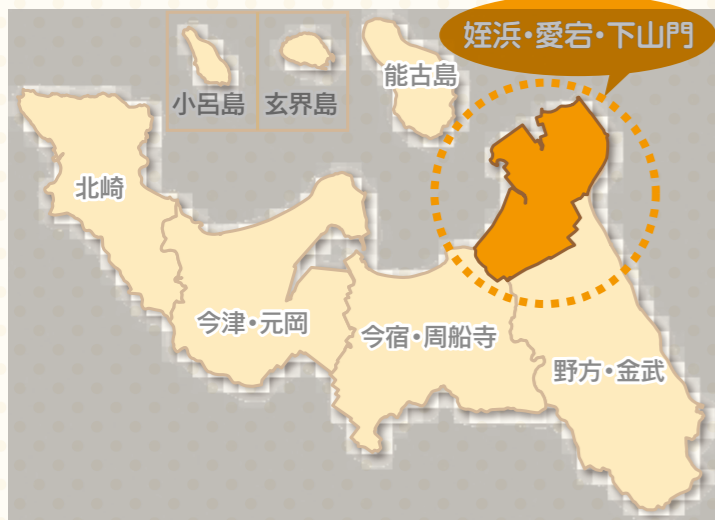 姪浜・愛宕・下山門
能古島
小呂島
玄界島
北崎
今津・元岡
今宿・周船寺
野方・金武